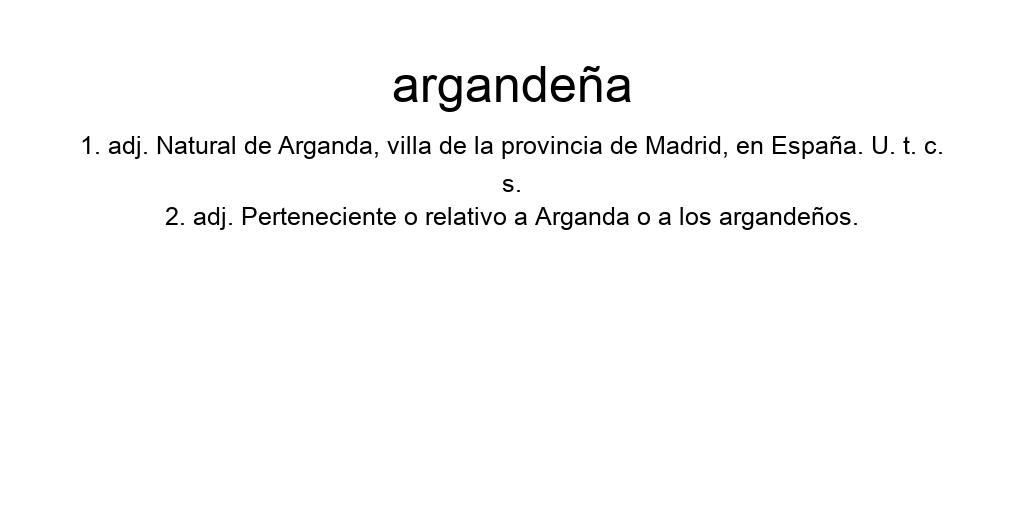 argandeña
1. adj. Natural de Arganda, villa de la provincia de Madrid, en España. U. t. c.
s.
2. adj. Perteneciente o relativo a Arganda o a los argandeños.